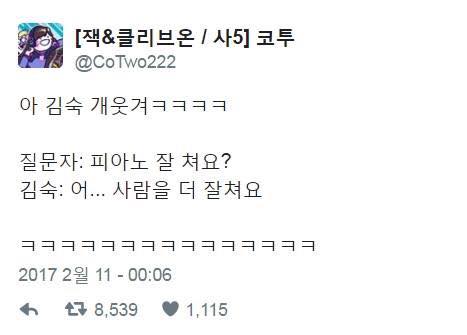 [잭&클리브온 / 사5] 코투
@CoTwo222
아 김숙 개웃겨ㅋㅋㅋㅋ
질문자: 피아노 잘 쳐요?
김숙: 어... 사람을 더 잘쳐요
ㅋㅋㅋㅋㅋㅋㅋㅋㅋㅋㅋㅋㅋㅋㅋ
2017 2월 11 - 00:06
8,539 1,115